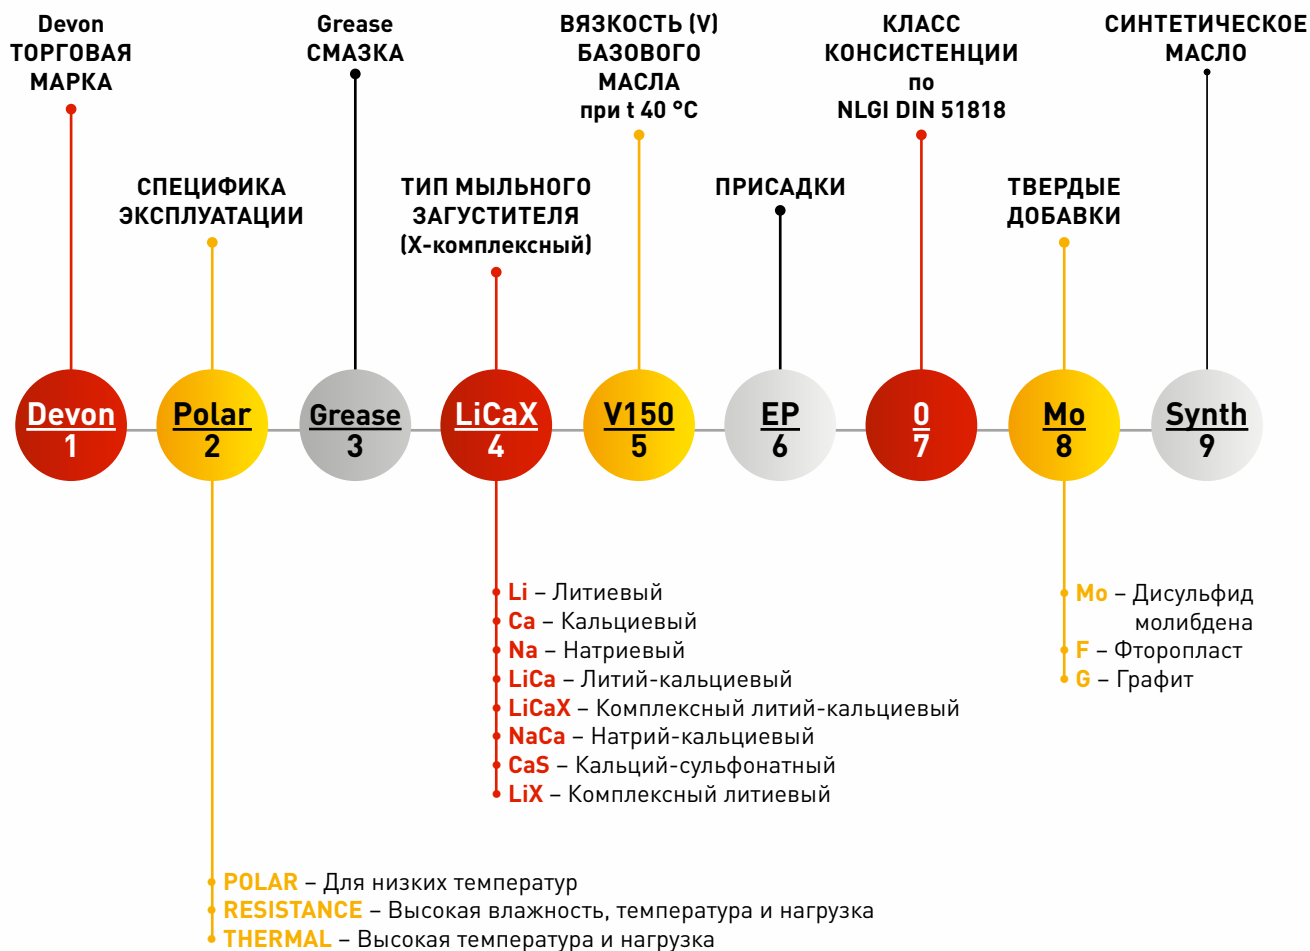 Devon
ТОРГОВАЯ
МАРКА
Grease
СМАЗКА
ВЯЗКОСТЬ (V)
БАЗОВОГО
МАСЛА
при t 40 °C
КЛАСС
КОНСИСТЕНЦИИ
по
NLGI DIN 51818
СИНТЕТИЧЕСКОЕ
МАСЛО
СПЕЦИФИКА
ЭКСПЛУАТАЦИИ
ТИП МЫЛЬНОГО
ЗАГУСТИТЕЛЯ
(Х-комплексный)
ПРИСАДКИ
ТВЕРДЫЕ
ДОБАВКИ
Devon
1
Polar
2
Grease
3
LiCaX
4
V150
5
EP
6
0
7
Mo
8
Synth
9
Li – Литиевый
Ca – Кальциевый
Na – Натриевый
LiCa – Литий-кальциевый
LiCaX – Комплексный литий-кальциевый
NaCa – Натрий-кальциевый
CaS – Кальций-сульфонатный
LiX – Комплексный литиевый
Mo – Дисульфид
молибдена
F – Фторопласт
G – Графит
POLAR – Для низких температур
RESISTANCE – Высокая влажность, температура и нагрузка
THERMAL – Высокая температура и нагрузка